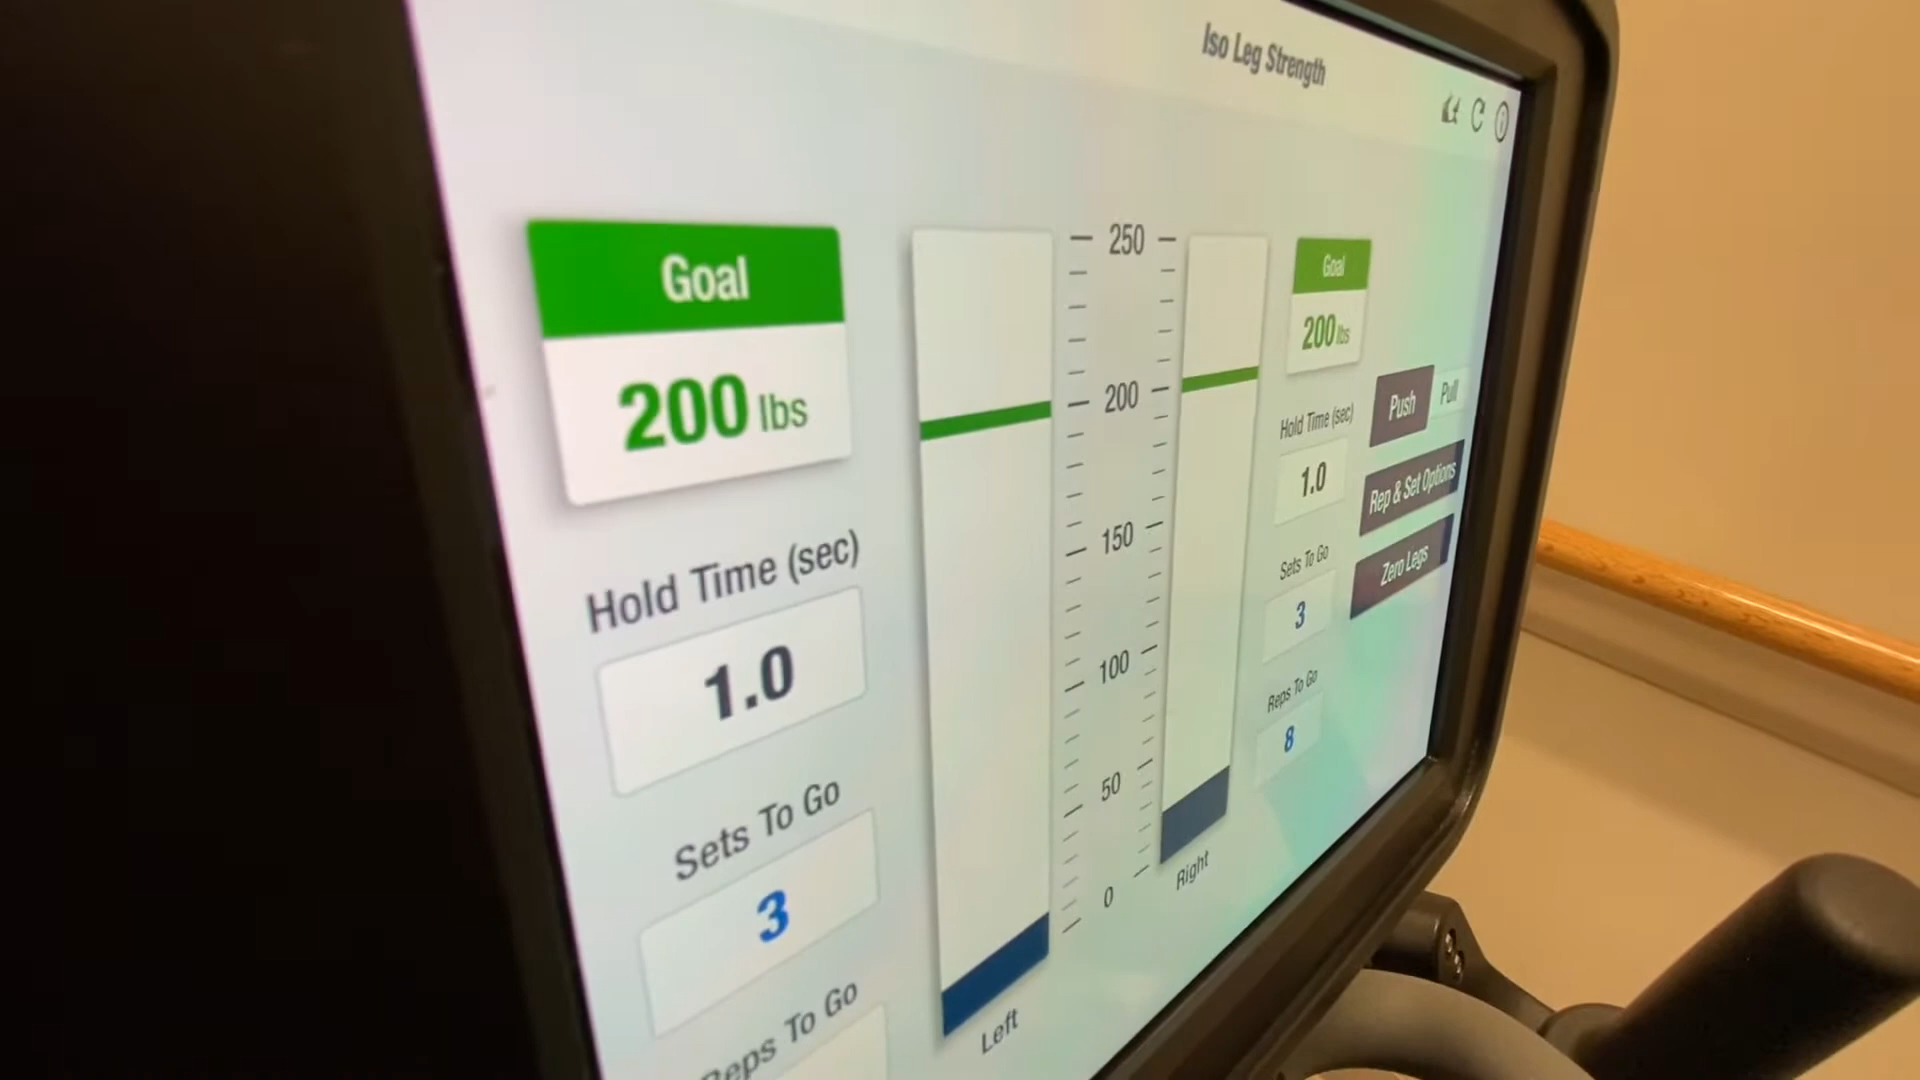 Iso Leg Strength
Goal
200 lbs
Hold Time (sec)
1.0
Sets To Go
3
Reps To Go
250
200
150
100
50
0
Left
Right
Goal
200 lbs
Hold Time (sec)
1.0
Sets To Go
3
Reps To Go
8
Push Pull
Rep & Set Options
Zero Legs